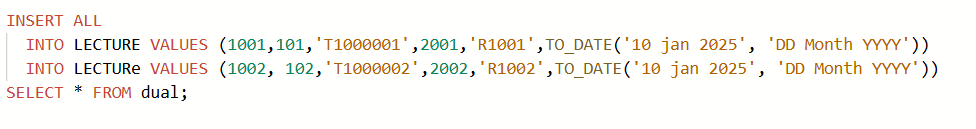 INSERT ALL
INTO LECTURE VALUES (1001,101,'T1000001',2001,'R1001',TO_DATE('10 jan 2025', 'DD Month YYYY'))
INTO LECTURe VALUES (1002, 102,'T1000002',2002,'R1002',TO_DATE('10 jan 2025', 'DD Month YYYY'))
SELECT * FROM dual;